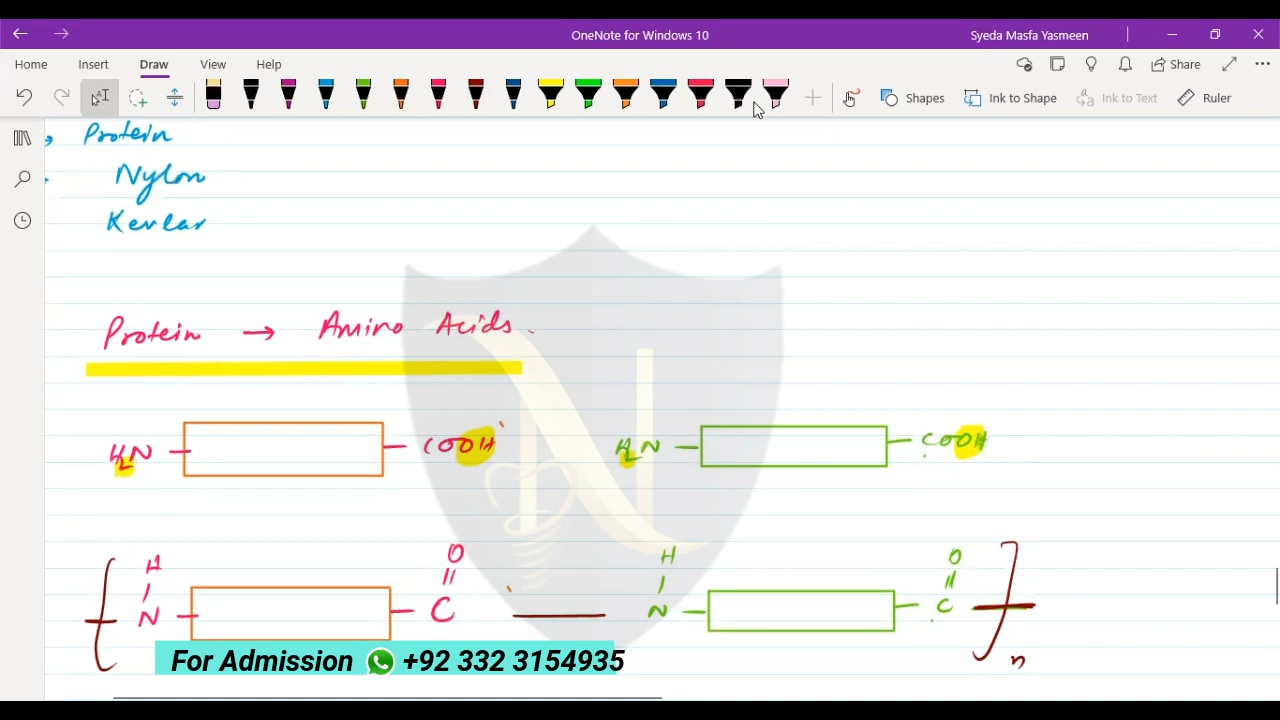 OneNote for Windows 10
Syeda Masfa Yasmeen
Home Insert Draw View Help
Share
Shapes Ink to Shape Ink to Text Ruler
Protein
Nylon
Kevlar
Protein → Amino Acids
H2N COOH H2N COOH
H O H O
N C N C
n
For Admission +92 332 3154935